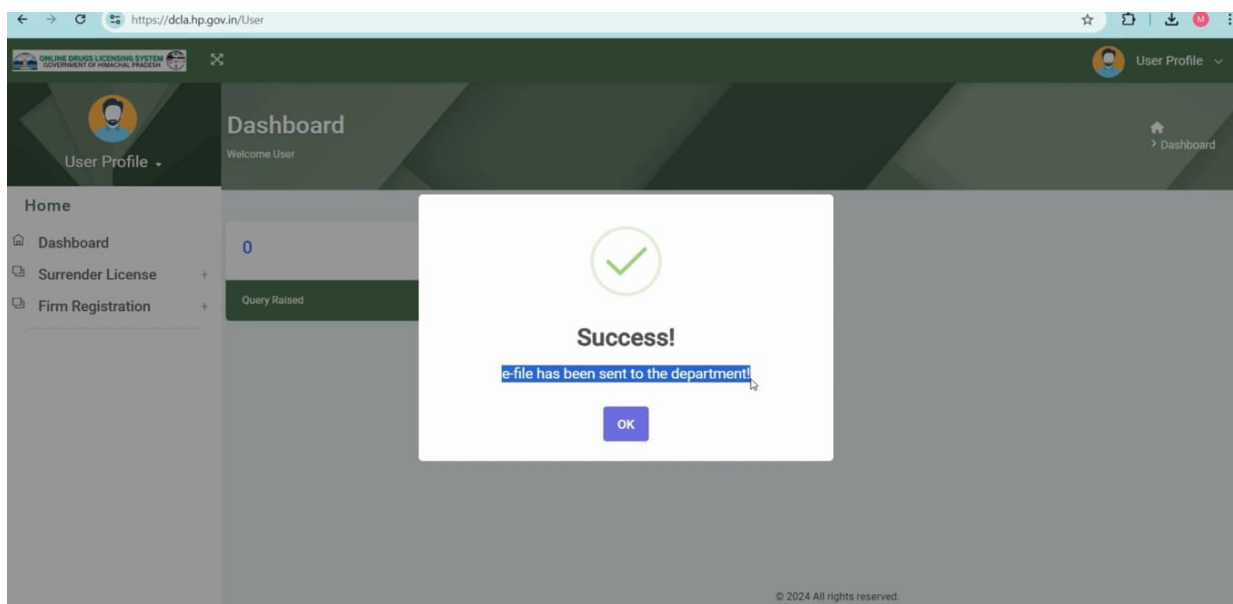 https://dcla.hp.gov.in/User
M
ONLINE DRUGS LICENSING SYSTEM
GOVERNMENT OF HIMACHAL PRADESH
User Profile
User Profile
Dashboard
Welcome User
> Dashboard
Home
Dashboard
Surrender License +
Firm Registration +
0
Query Raised
Success!
e-file has been sent to the department!
OK
© 2024 All rights reserved.